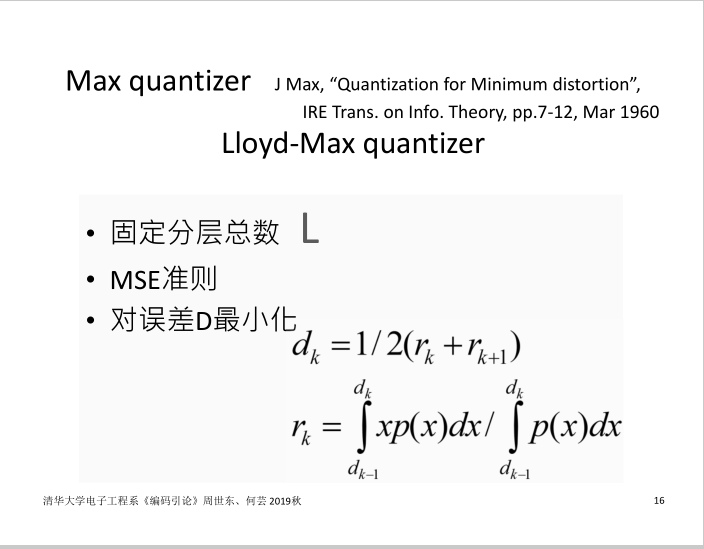 Max quantizer J Max, “Quantization for Minimum distortion”,
IRE Trans. on Info. Theory, pp.7-12, Mar 1960
Lloyd-Max quantizer
• 固定分层总数 L
• MSE准则
• 对误差D最小化
d_k = 1/2(r_k + r_{k+1})
r_k = ∫_{d_{k-1}}^{d_k} xp(x)dx / ∫_{d_{k-1}}^{d_k} p(x)dx
清华大学电子工程系《编码引论》周世东、何芸 2019秋 16